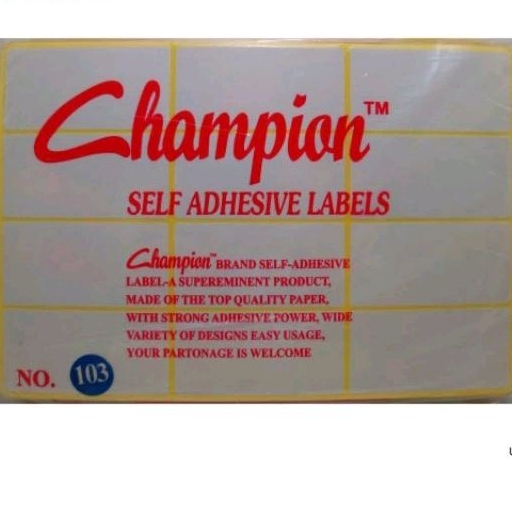 Champion™
SELF ADHESIVE LABELS
Champion™ BRAND SELF-ADHESIVE
LABEL-A SUPEREMINENT PRODUCT,
MADE OF THE TOP QUALITY PAPER,
WITH STRONG ADHESIVE POWER, WIDE
VARIETY OF DESIGNS EASY USAGE,
YOUR PARTONAGE IS WELCOME
NO. 103